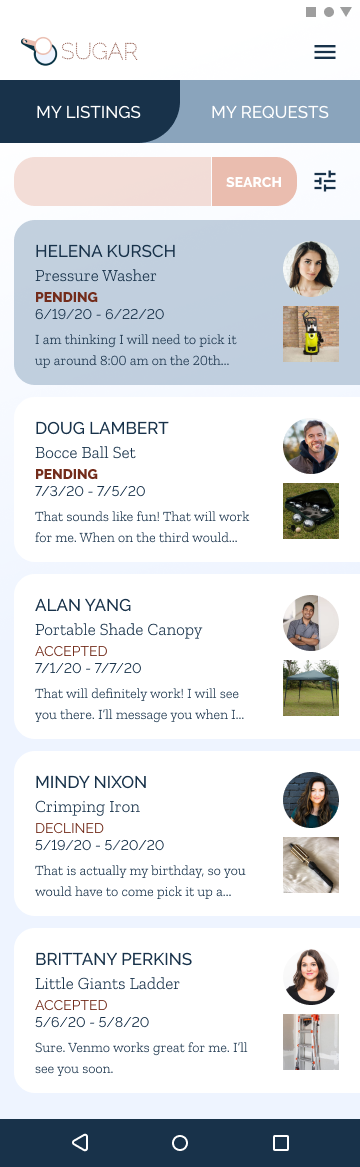 SUGAR
MY LISTINGS
MY REQUESTS
SEARCH
HELENA KURSCH
Pressure Washer
PENDING
6/19/20 - 6/22/20
I am thinking I will need to pick it
up around 8:00 am on the 20th...
DOUG LAMBERT
Bocce Ball Set
PENDING
7/3/20 - 7/5/20
That sounds like fun! That will work
for me. When on the third would...
ALAN YANG
Portable Shade Canopy
ACCEPTED
7/1/20 - 7/7/20
That will definitely work! I will see
you there. I'll message you when I...
MINDY NIXON
Crimping Iron
DECLINED
5/19/20 - 5/20/20
That is actually my birthday, so you
would have to come pick it up a...
BRITTANY PERKINS
Little Giants Ladder
ACCEPTED
5/6/20 - 5/8/20
Sure. Venmo works great for me. I'll
see you soon.